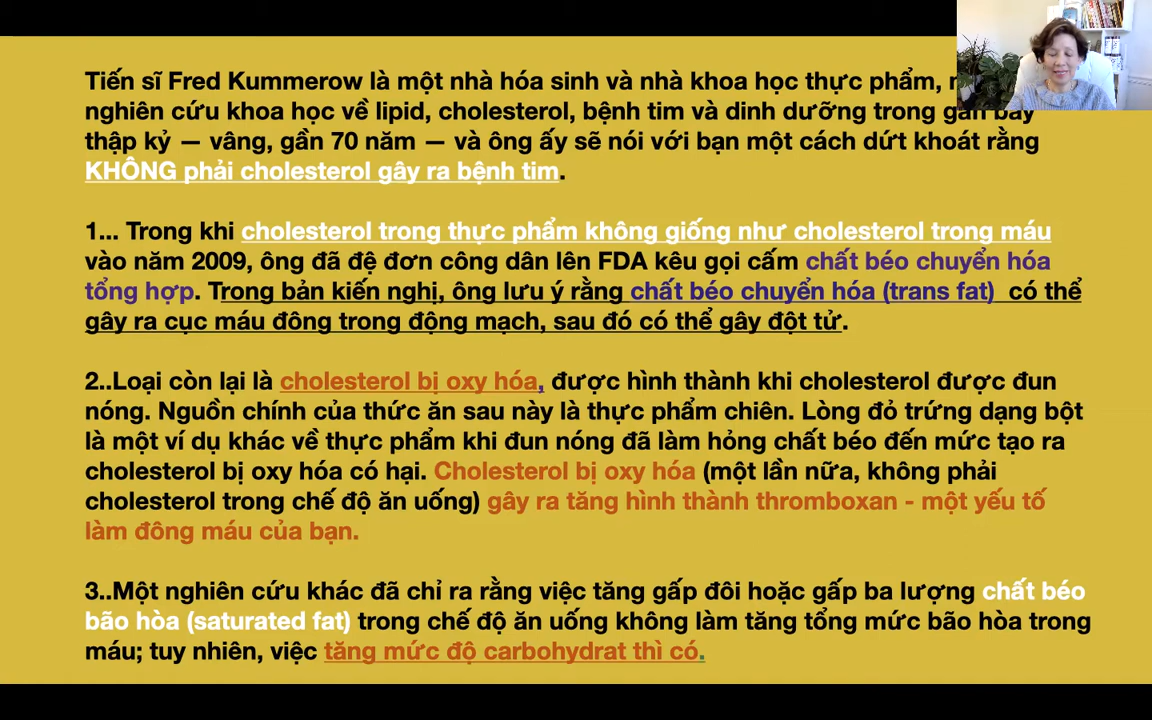 Tiến sĩ Fred Kummerow là một nhà hóa sinh và nhà khoa học thực phẩm,
nghiên cứu khoa học về lipid, cholesterol, bệnh tim và dinh dưỡng trong gần bảy
thập kỷ — vâng, gần 70 năm — và ông ấy sẽ nói với bạn một cách dứt khoát rằng
KHÔNG phải cholesterol gây ra bệnh tim.
1... Trong khi cholesterol trong thực phẩm không giống như cholesterol trong máu
vào năm 2009, ông đã đệ đơn công dân lên FDA kêu gọi cấm chất béo chuyển hóa
tổng hợp. Trong bản kiến nghị, ông lưu ý rằng chất béo chuyển hóa (trans fat) có thể
gây ra cục máu đông trong động mạch, sau đó có thể gây đột tử.
2..Loại còn lại là cholesterol bị oxy hóa, được hình thành khi cholesterol được đun
nóng. Nguồn chính của thức ăn sau này là thực phẩm chiên. Lòng đỏ trứng dạng bột
là một ví dụ khác về thực phẩm khi đun nóng đã làm hỏng chất béo đến mức tạo ra
cholesterol bị oxy hóa có hại. Cholesterol bị oxy hóa (một lần nữa, không phải
cholesterol trong chế độ ăn uống) gây ra tăng hình thành thromboxan - một yếu tố
làm đông máu của bạn.
3..Một nghiên cứu khác đã chỉ ra rằng việc tăng gấp đôi hoặc gấp ba lượng chất béo
bão hòa (saturated fat) trong chế độ ăn uống không làm tăng tổng mức bão hòa trong
máu; tuy nhiên, việc tăng mức độ carbohydrat thì có.